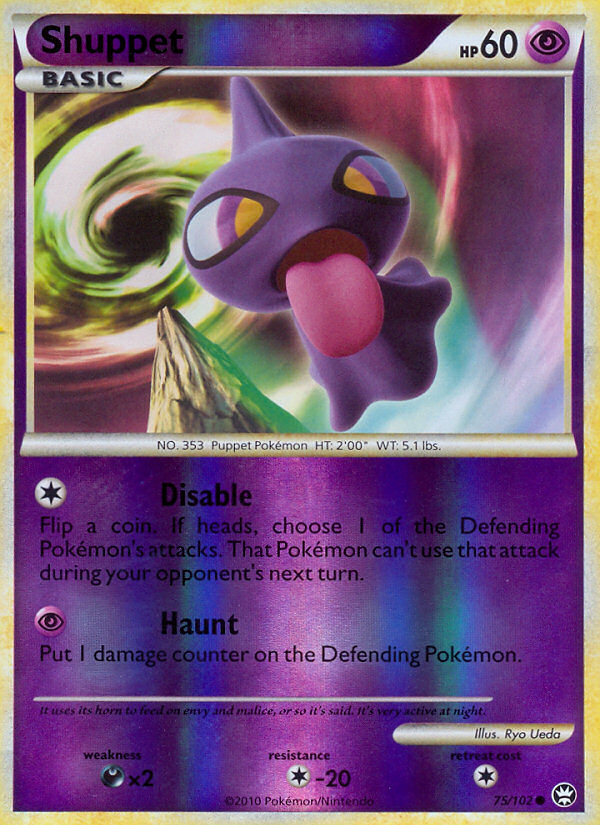 Shuppet
HP60
BASIC
NO. 353 Puppet Pokémon HT: 2'00" WT: 5.1 lbs.
Disable
Flip a coin. If heads, choose 1 of the Defending
Pokémon's attacks. That Pokémon can't use that attack
during your opponent's next turn.
Haunt
Put 1 damage counter on the Defending Pokémon.
It uses its horn to feed on envy and malice, or so it's said. It's very active at night.
Illus. Ryo Ueda
weakness resistance retreat cost
×2 -20
©2010 Pokémon/Nintendo 75/102